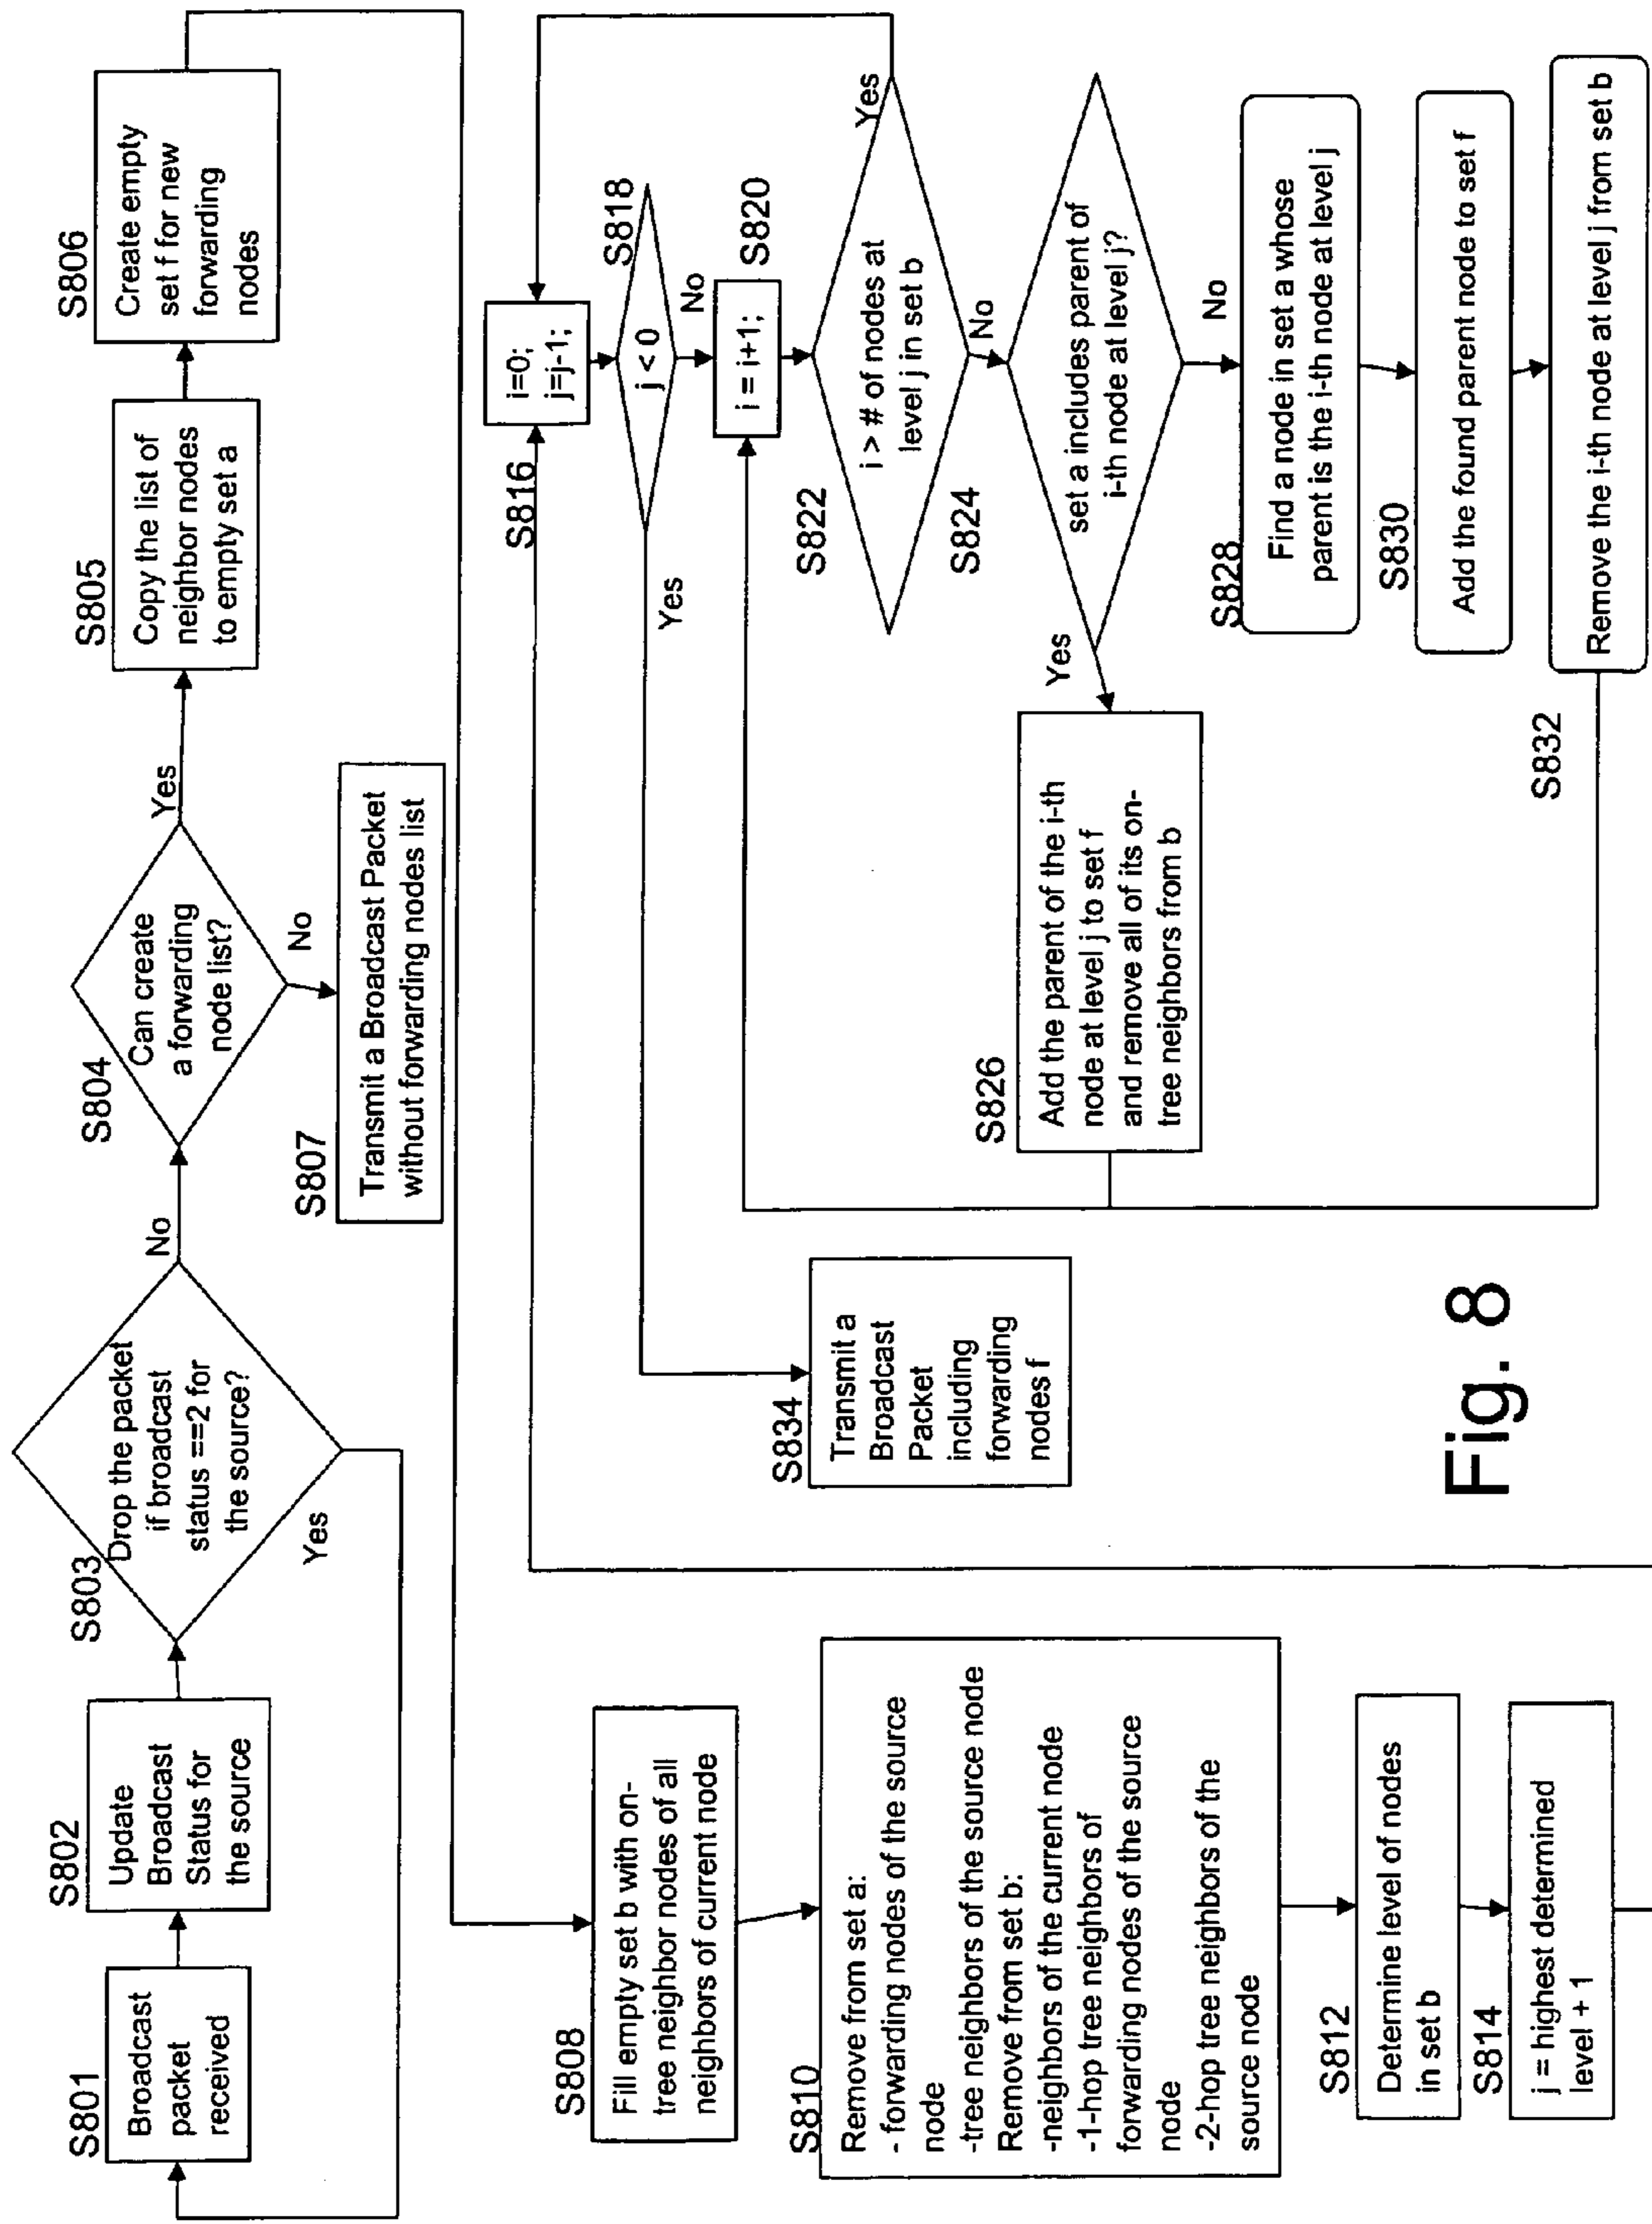 S801
Broadcast
packet
received
S802
Update
Broadcast
Status for
the source
S803
Drop the packet
if broadcast
status ==2 for
the source?
Yes
No
S804
Can create
a forwarding
node list?
Yes
No
S805
Copy the list of
neighbor nodes
to empty set a
S806
Create empty
set f for new
forwarding
nodes
S807
Transmit a Broadcast Packet
without forwarding nodes list
S808
Fill empty set b with on-
tree neighbor nodes of all
neighbors of current node
S810
Remove from set a:
- forwarding nodes of the source
node
-tree neighbors of the source node
Remove from set b:
-neighbors of the current node
-1-hop tree neighbors of
forwarding nodes of the source
node
-2-hop tree neighbors of the
source node
S812
Determine level of nodes
in set b
S814
j = highest determined
level + 1
S816
i=0;
j=j-1;
S818
j < 0
Yes
No
S820
i = i+1;
S822
i > # of nodes at
level j in set b
Yes
No
S824
set a includes parent of
i-th node at level j?
Yes
No
S826
Add the parent of the i-th
node at level j to set f
and remove all of its on-
tree neighbors from b
S828
Find a node in set a whose
parent is the i-th node at level j
S830
Add the found parent node to set f
S832
Remove the i-th node at level j from set b
S834
Transmit a
Broadcast
Packet
including
forwarding
nodes f
Fig. 8